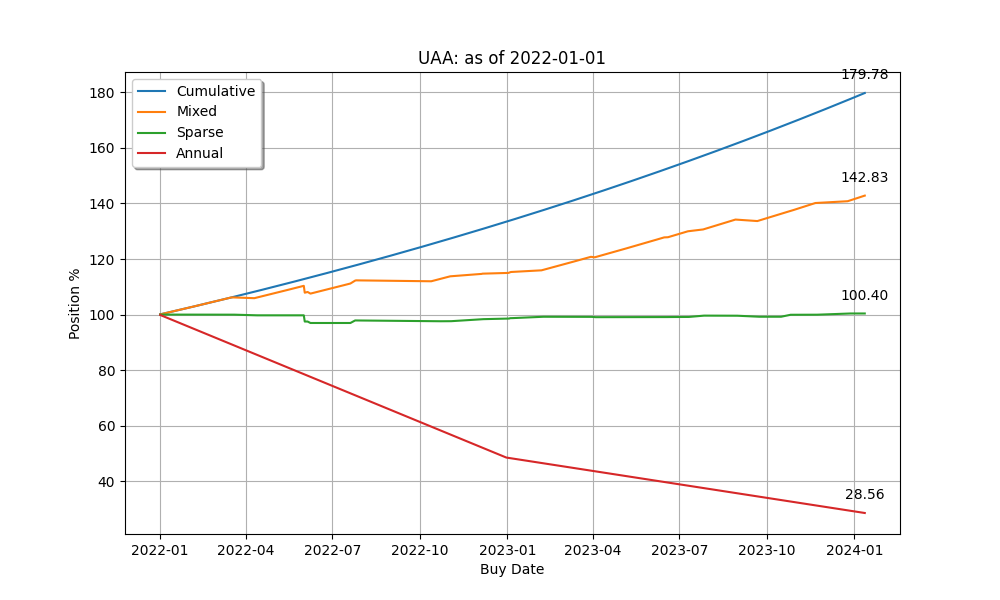 UAA: as of 2022-01-01
179.78
180
Cumulative
Mixed
Sparse
Annual
160
142.83
140
120
100.40
100
80
60
28.56
40
Position %
2022-01 2022-04 2022-07 2022-10 2023-01 2023-04 2023-07 2023-10 2024-01
Buy Date